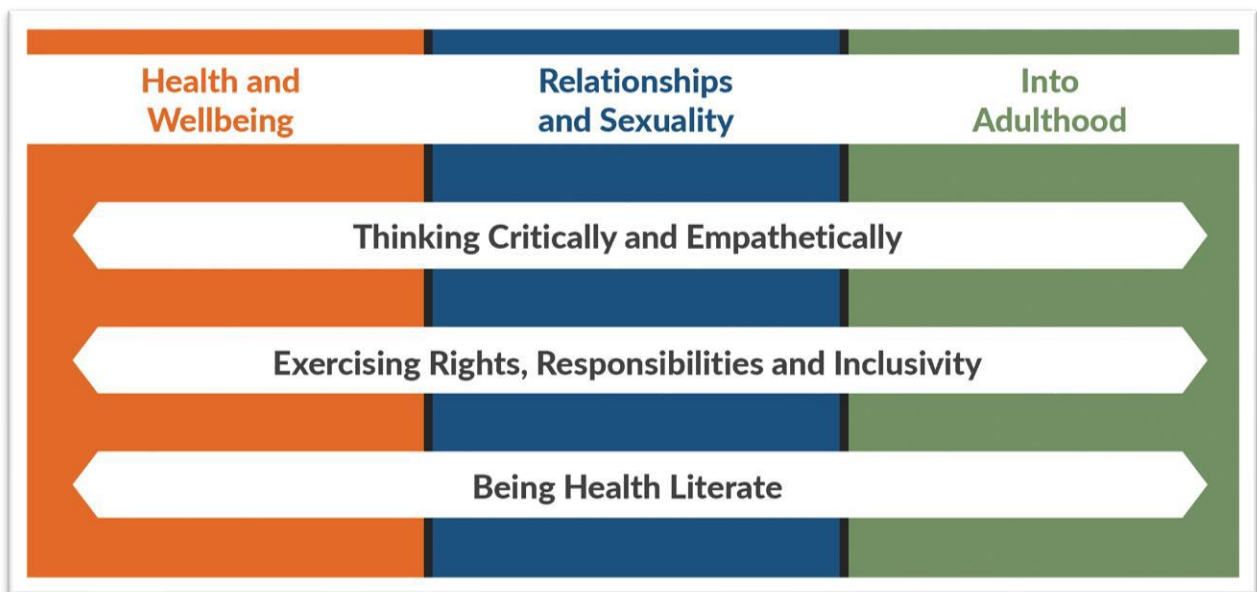 Health and
Wellbeing
Relationships
and Sexuality
Into
Adulthood
Thinking Critically and Empathetically
Exercising Rights, Responsibilities and Inclusivity
Being Health Literate